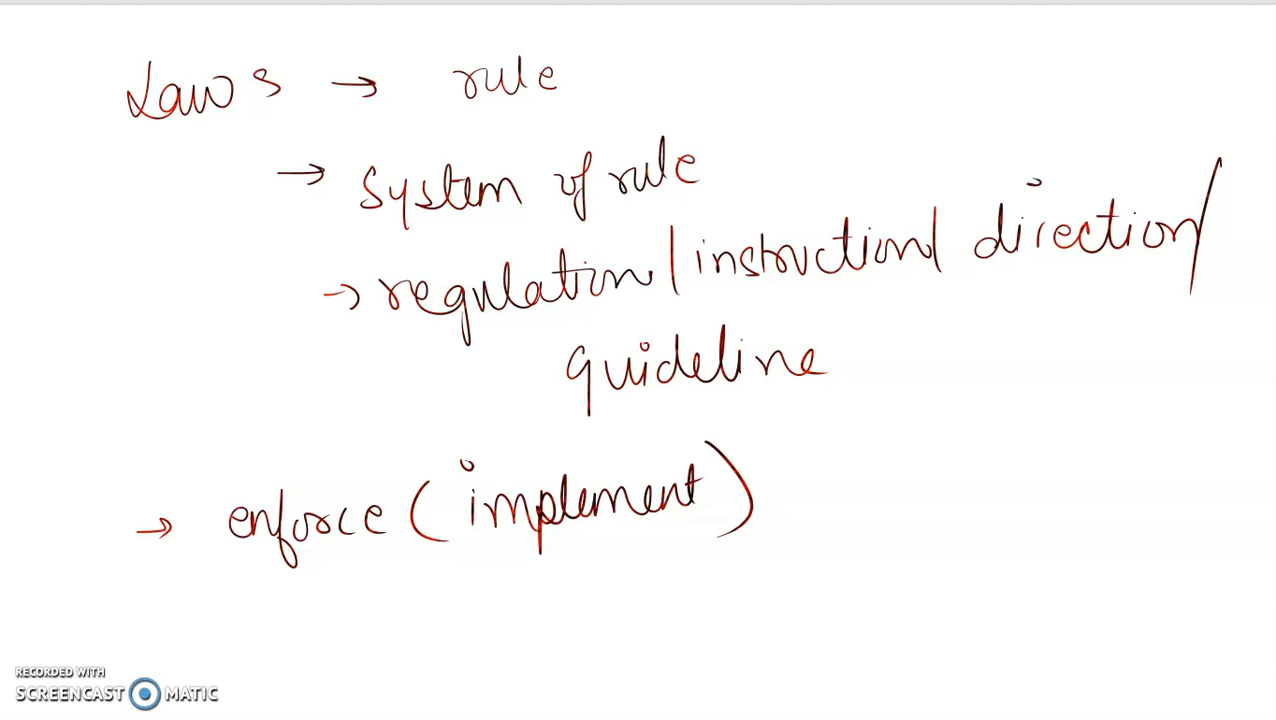 Laws → rule
→ System of rule
→ regulation/instruction/direction/
guideline
→ enforce (implement)
RECORDED WITH
SCREENCAST MATIC